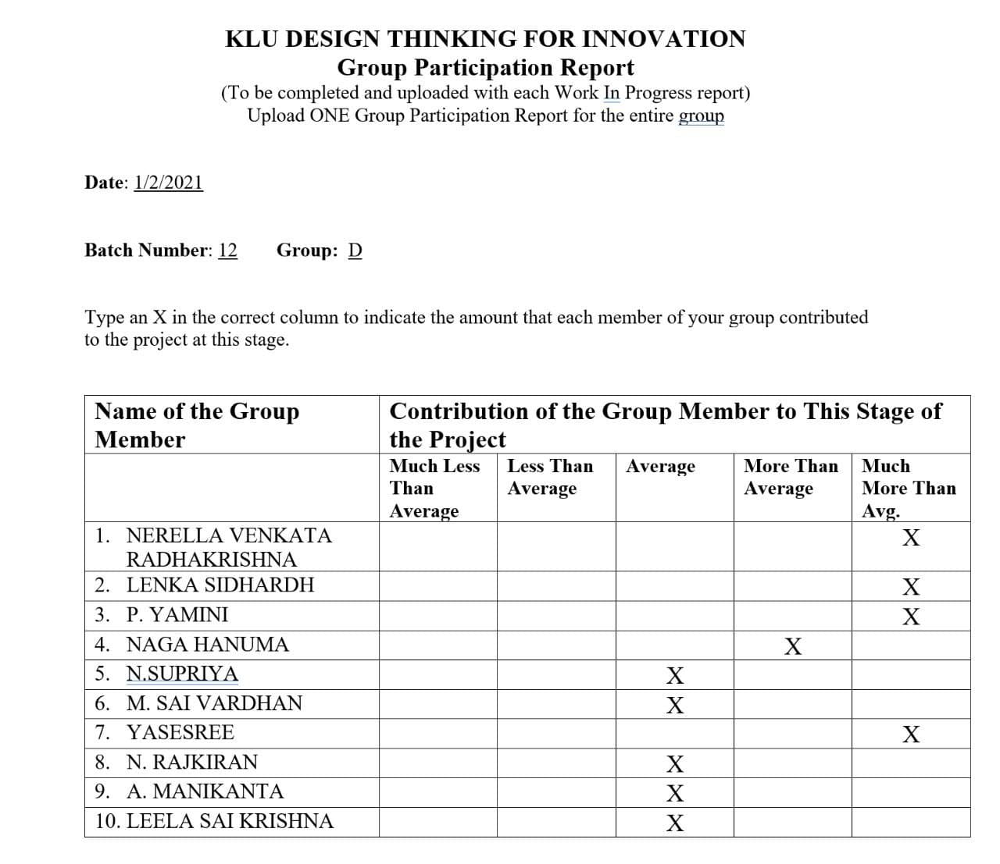 KLU DESIGN THINKING FOR INNOVATION
Group Participation Report
(To be completed and uploaded with each Work In Progress report)
Upload ONE Group Participation Report for the entire group
Date: 1/2/2021
Batch Number: 12 Group: D
Type an X in the correct column to indicate the amount that each member of your group contributed
to the project at this stage.
Name of the Group
Member
Contribution of the Group Member to This Stage of
the Project
Much Less
Than
Average
Less Than
Average
Average
More Than
Average
Much
More Than
Avg.
1. NERELLA VENKATA
RADHAKRISHNA
X
2. LENKA SIDHARDH X
3. P. YAMINI X
4. NAGA HANUMA X
5. N.SUPRIYA X
6. M. SAI VARDHAN X
7. YASESREE X
8. N. RAJKIRAN X
9. A. MANIKANTA X
10. LEELA SAI KRISHNA X